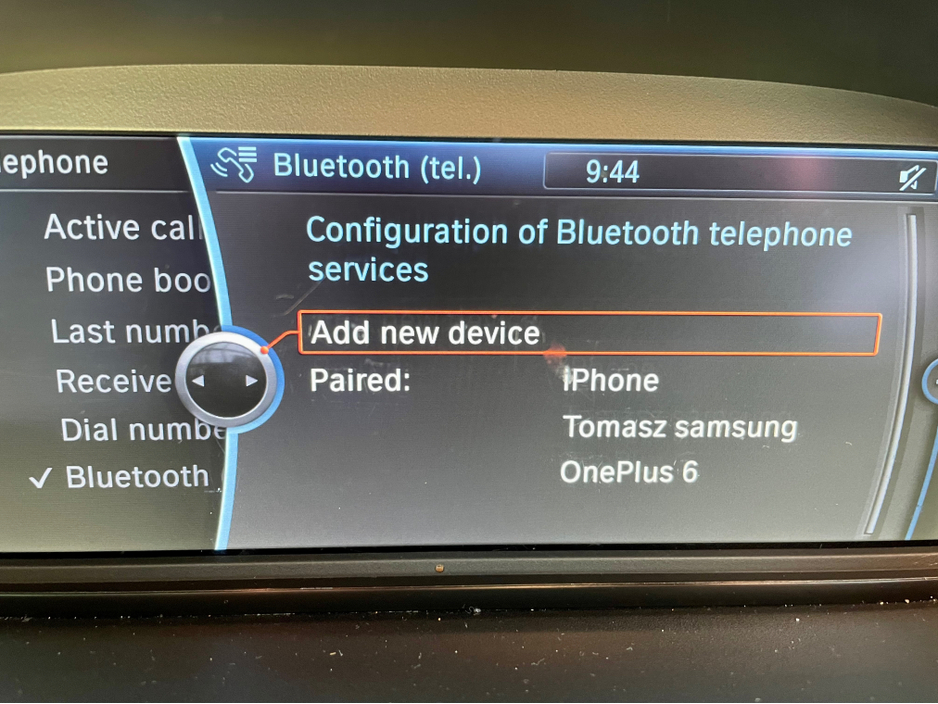 lephone
Bluetooth (tel.)
9:44
Active cal
Phone boo
Last numb
Receive
Dial numbe
✓ Bluetooth
Configuration of Bluetooth telephone
services
Add new device
Paired: iPhone
Tomasz samsung
OnePlus 6